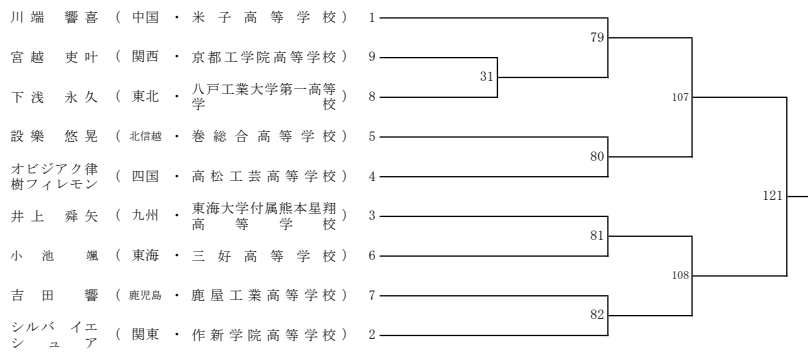 川端 響喜 （ 中国 ・ 米子高等学校 ） 1
79
宮越 吏叶 （ 関西 ・ 京都工学院高等学校 ） 9
31
107
下浅 永久 （ 東北 ・ 八戸工業大学第一高等学校 ） 8
設樂 悠晃 （ 北信越 ・ 巻総合高等学校 ） 5
80
オビジアク律樹フィレモン （ 四国 ・ 高松工芸高等学校 ） 4
121
井上 舜矢 （ 九州 ・ 東海大学付属熊本星翔高等学校 ） 3
81
小池 颯 （ 東海 ・ 三好高等学校 ） 6
108
吉田 響 （ 鹿児島 ・ 鹿屋工業高等学校 ） 7
82
シルバ イエシュア （ 関東 ・ 作新学院高等学校 ） 2